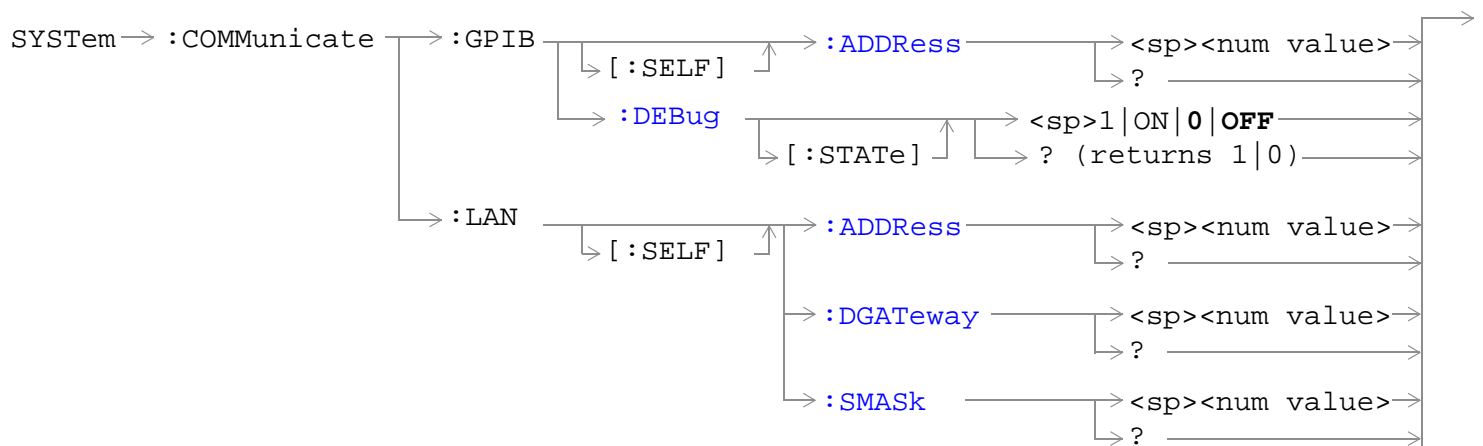 SYSTem :COMMunicate :GPIB :ADDRess <sp><num value>
[:SELF] ?
:DEBug <sp>1|ON|0|OFF
[:STATe] ? (returns 1|0)
:LAN :ADDRess <sp><num value>
[:SELF] ?
:DGATeway <sp><num value>
?
:SMASk <sp><num value>
?